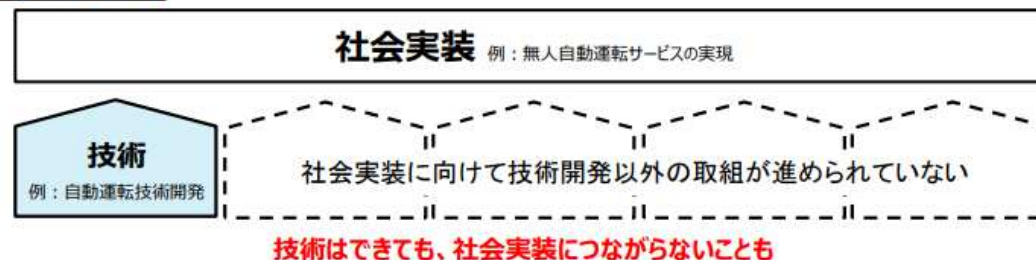 社会実装 例：無人自動運転サービスの実現
技術
例：自動運転技術開発
社会実装に向けて技術開発以外の取組が進められていない
技術はできても、社会実装につながらないことも